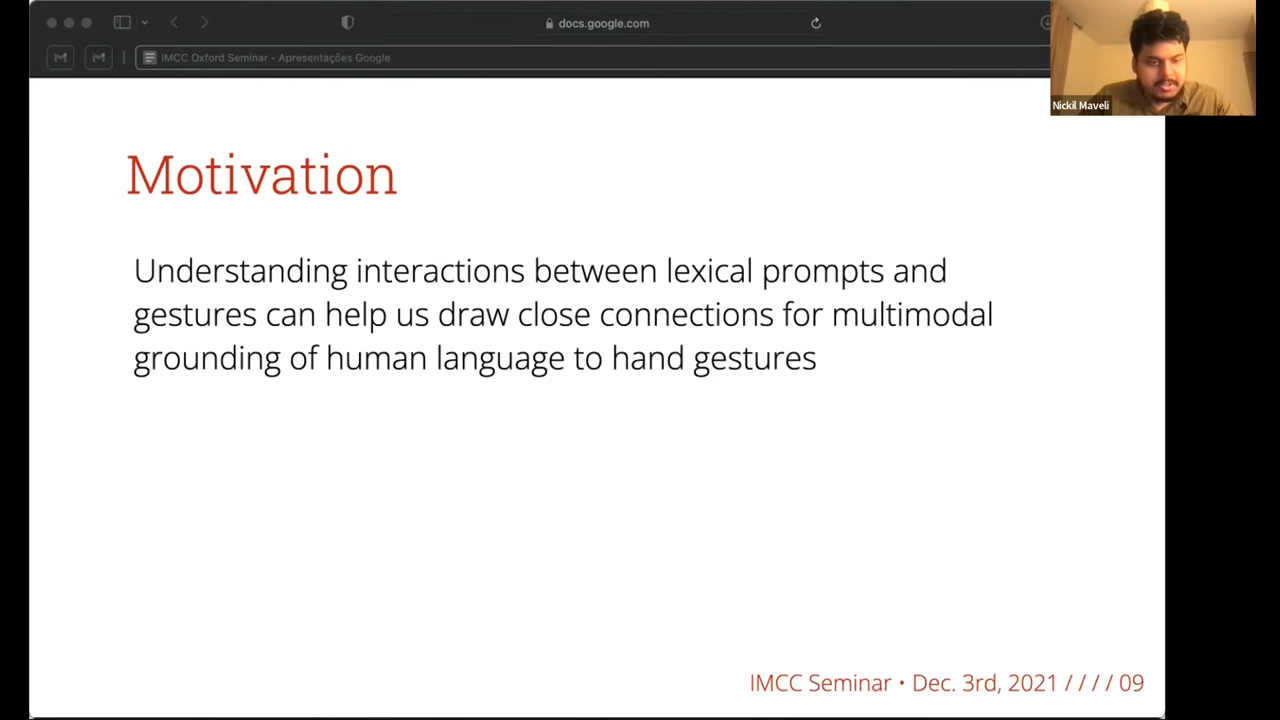 docs.google.com
IMCC Oxford Seminar - Apresentações Google
Nickil Maveli
Motivation
Understanding interactions between lexical prompts and
gestures can help us draw close connections for multimodal
grounding of human language to hand gestures
IMCC Seminar • Dec. 3rd, 2021 / / / / 09